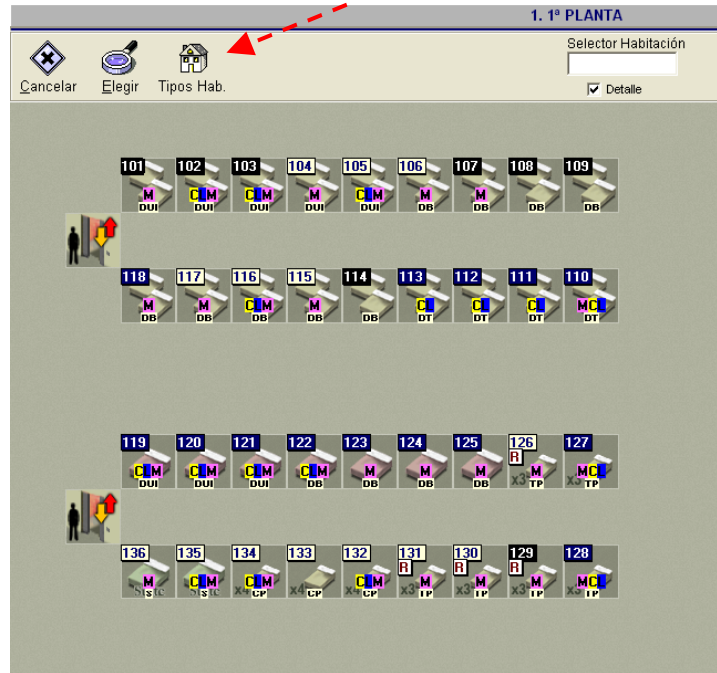 1. 1ª PLANTA
Selector Habitación
Cancelar Elegir Tipos Hab.
Detalle
101 102 103 104 105 106 107 108 109
M C L M C L M M C L M M M
DUI DUI DUI DUI DUI DB DB DB DB
118 117 116 115 114 113 112 111 110
M M C L M M C L C L C L M C
DB DB DB DB DB DT DT DT DT
119 120 121 122 123 124 125 126 127
R
C L M C L M C L M C L M M M M x3 M x3 M C
DUI DUI DUI DB DB DB DB TP TP
136 135 134 133 132 131 130 129 128
R R R
M C L M x4 C L M x4 x4 C L M x3 M x3 M x3 M x3 M C
S S CP CP CP TP TP TP TP